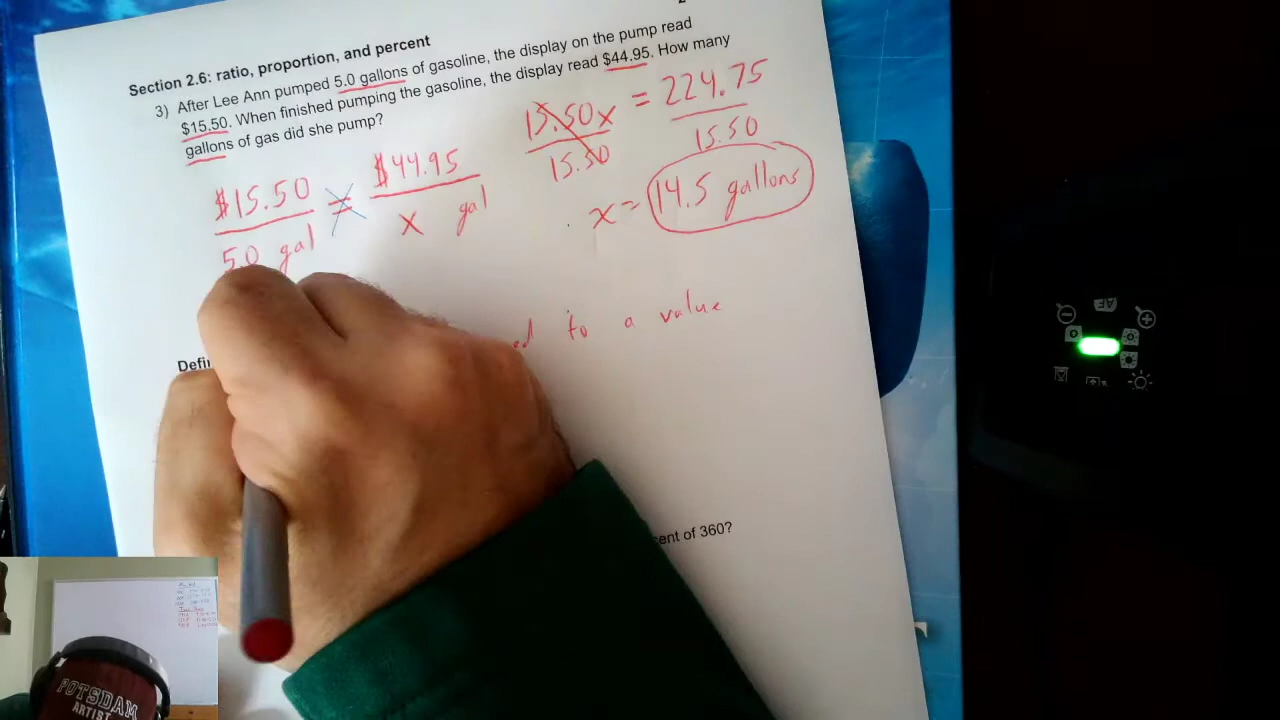 Section 2.6: ratio, proportion, and percent
3) After Lee Ann pumped 5.0 gallons of gasoline, the display on the pump read
$15.50. When finished pumping the gasoline, the display read $44.95. How many
gallons of gas did she pump?
$15.50 = $44.95
5.0 gal x gal
15.50x = 224.75
15.50 15.50
x = 14.5 gallons
ed to a value
Defi
cent of 360?
AF
POTSDAM
ARTIST